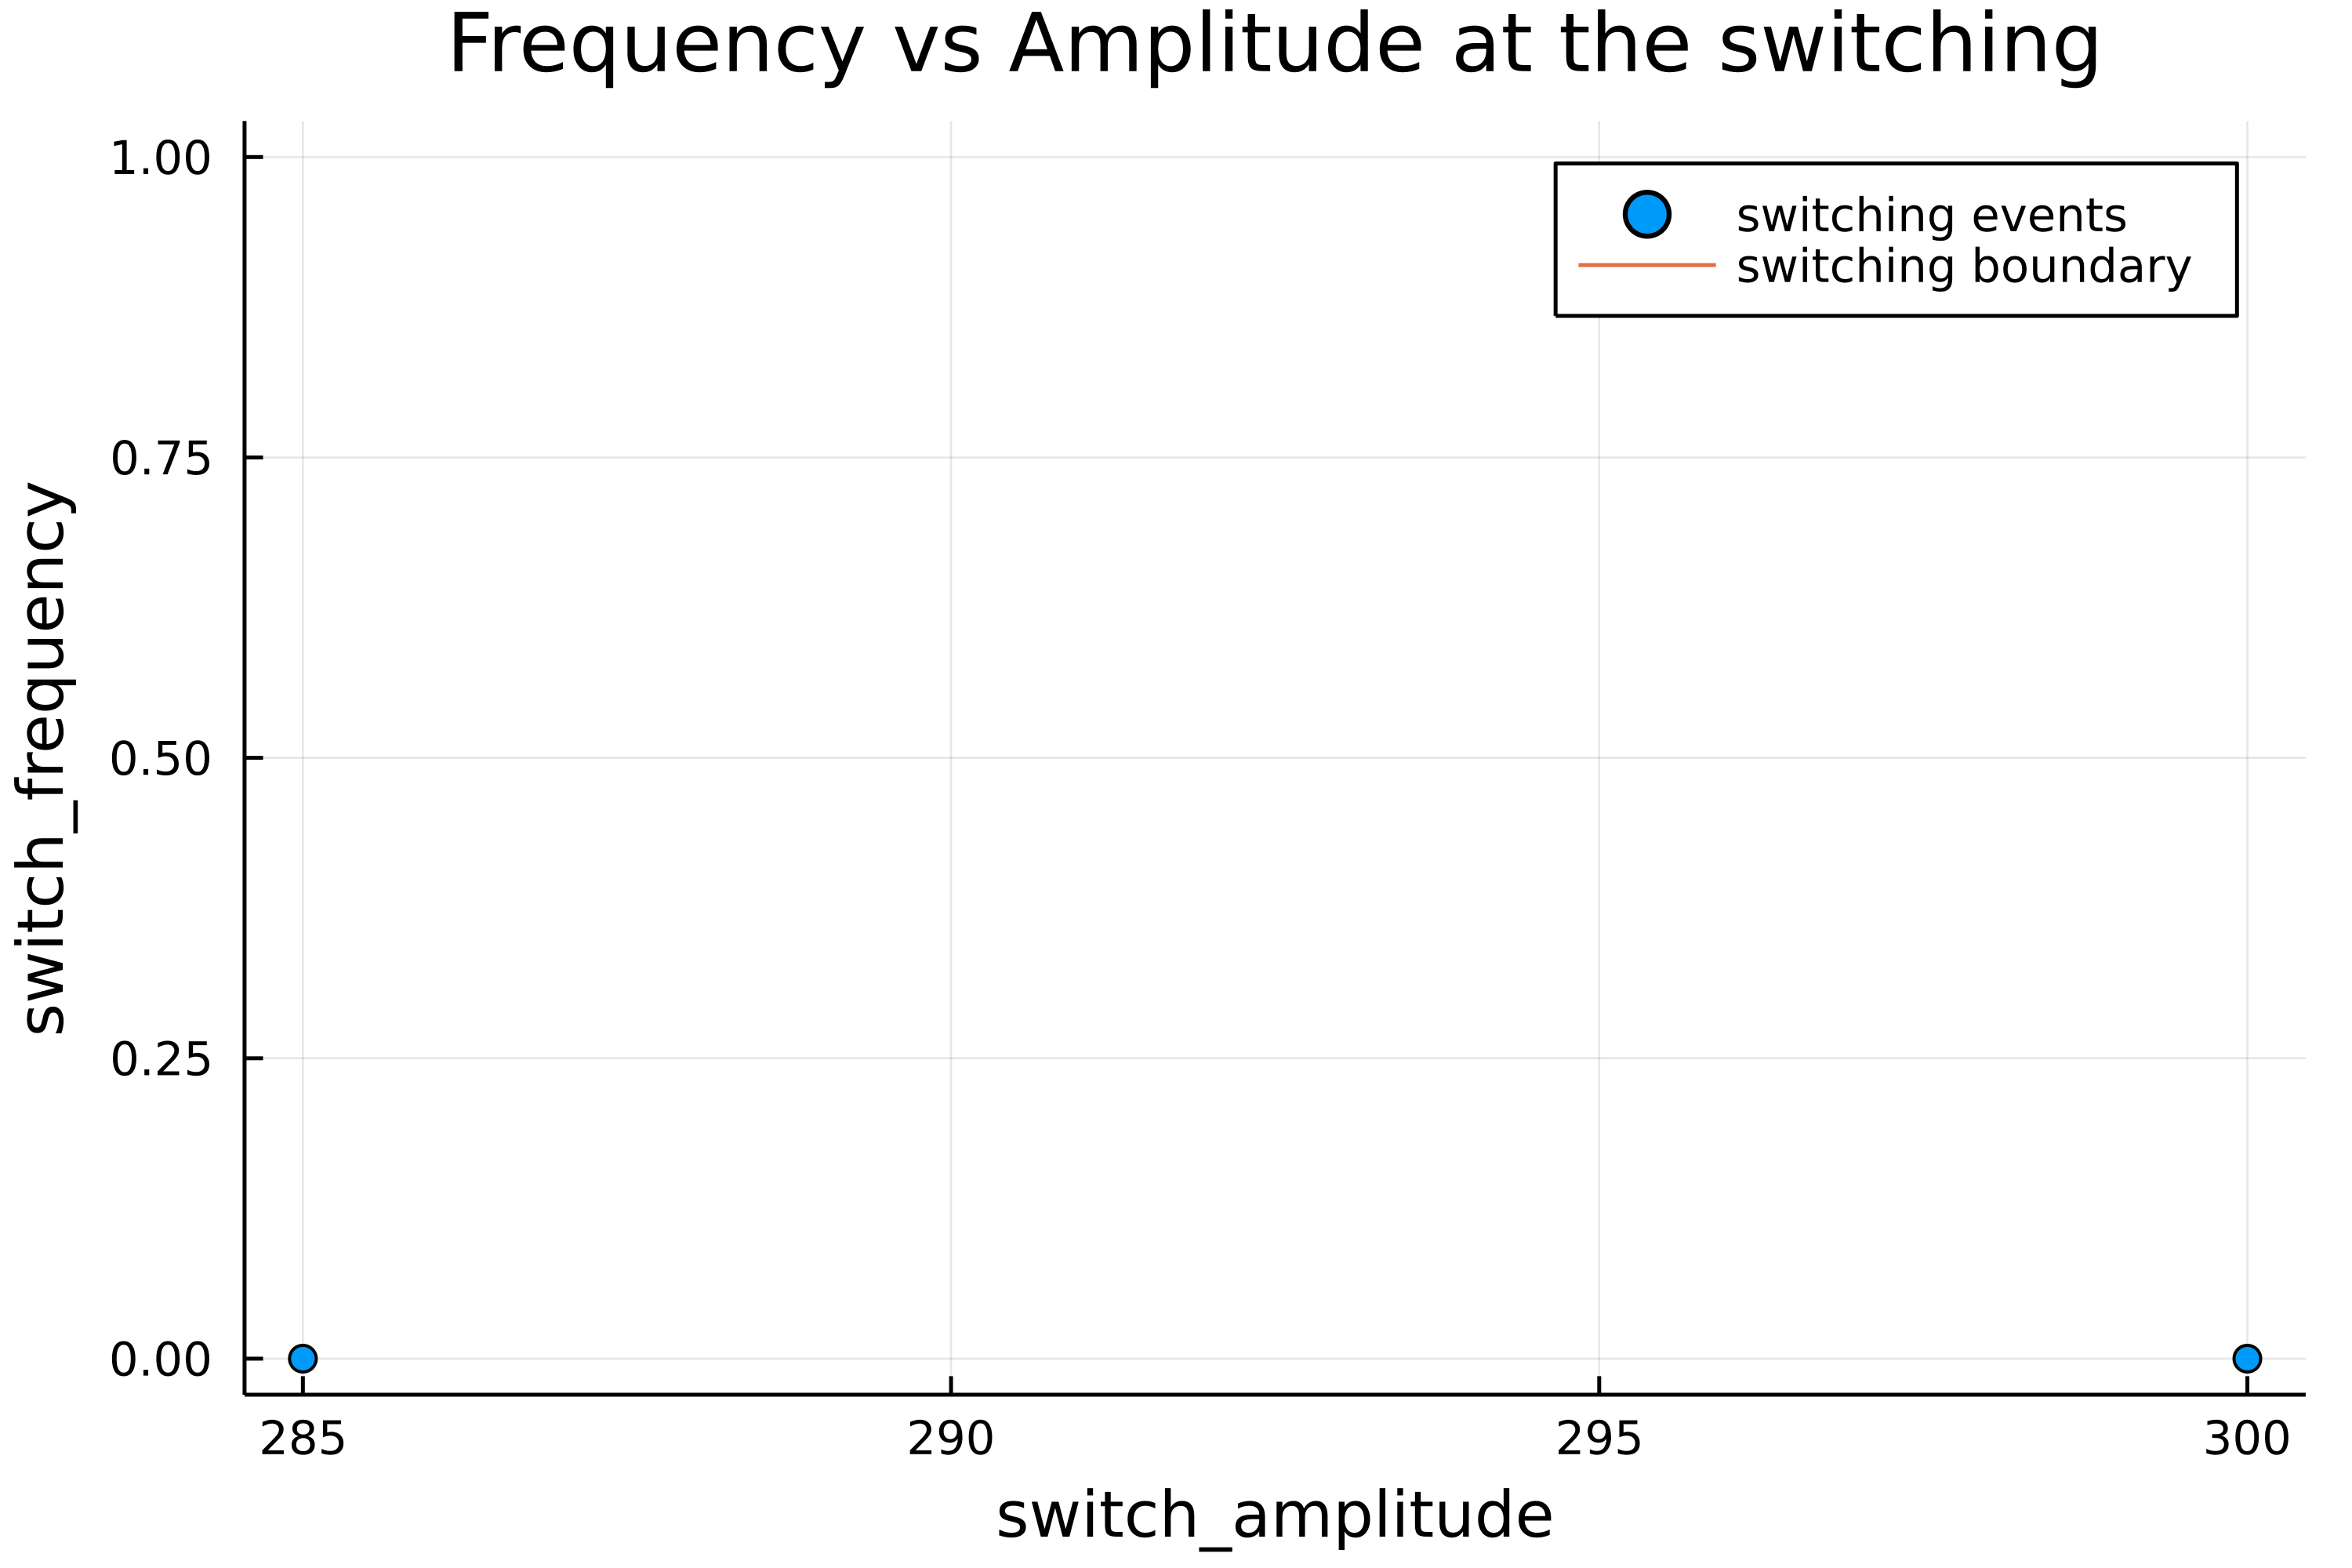 Frequency vs Amplitude at the switching
switching events
switching boundary
1.00
0.75
0.50
0.25
0.00
switch_frequency
285
290
295
300
switch_amplitude